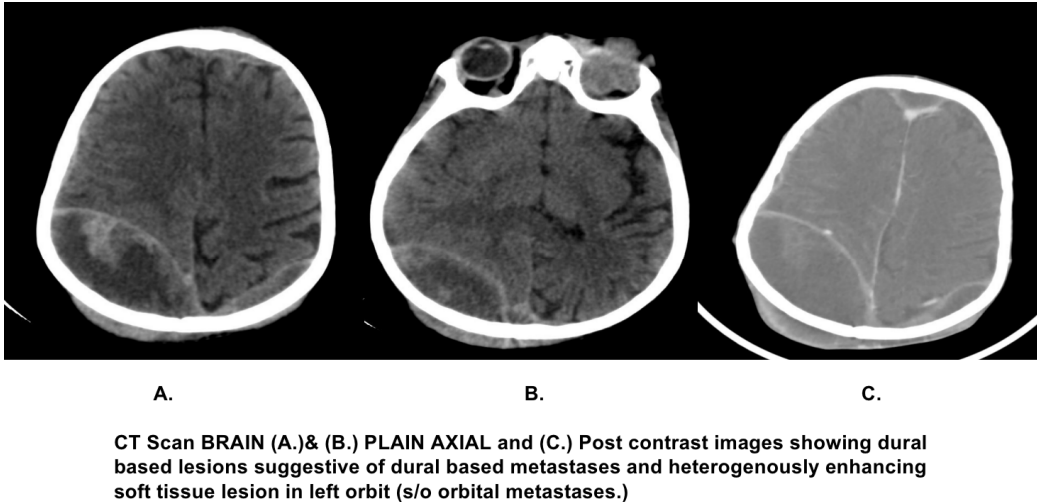 A.
B.
C.
CT Scan BRAIN (A.)& (B.) PLAIN AXIAL and (C.) Post contrast images showing dural
based lesions suggestive of dural based metastases and heterogenously enhancing
soft tissue lesion in left orbit (s/o orbital metastases.)